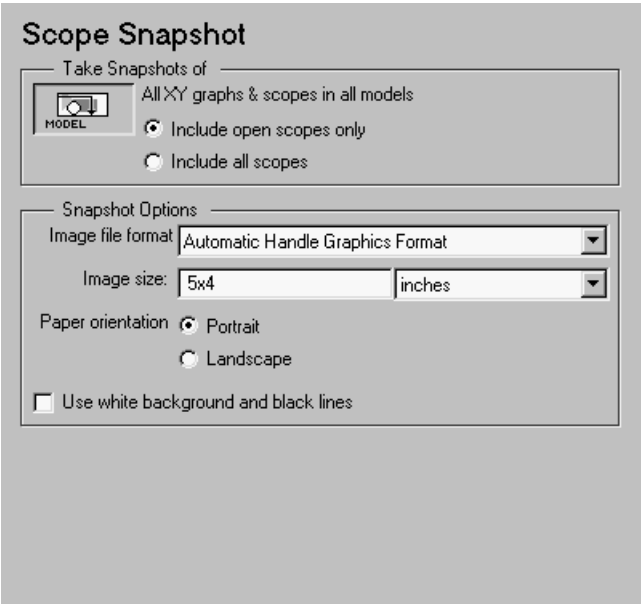 Scope Snapshot
Take Snapshots of
All XY graphs & scopes in all models
MODEL
Include open scopes only
Include all scopes
Snapshot Options
Image file format Automatic Handle Graphics Format
Image size: 5x4 inches
Paper orientation Portrait
Landscape
Use white background and black lines